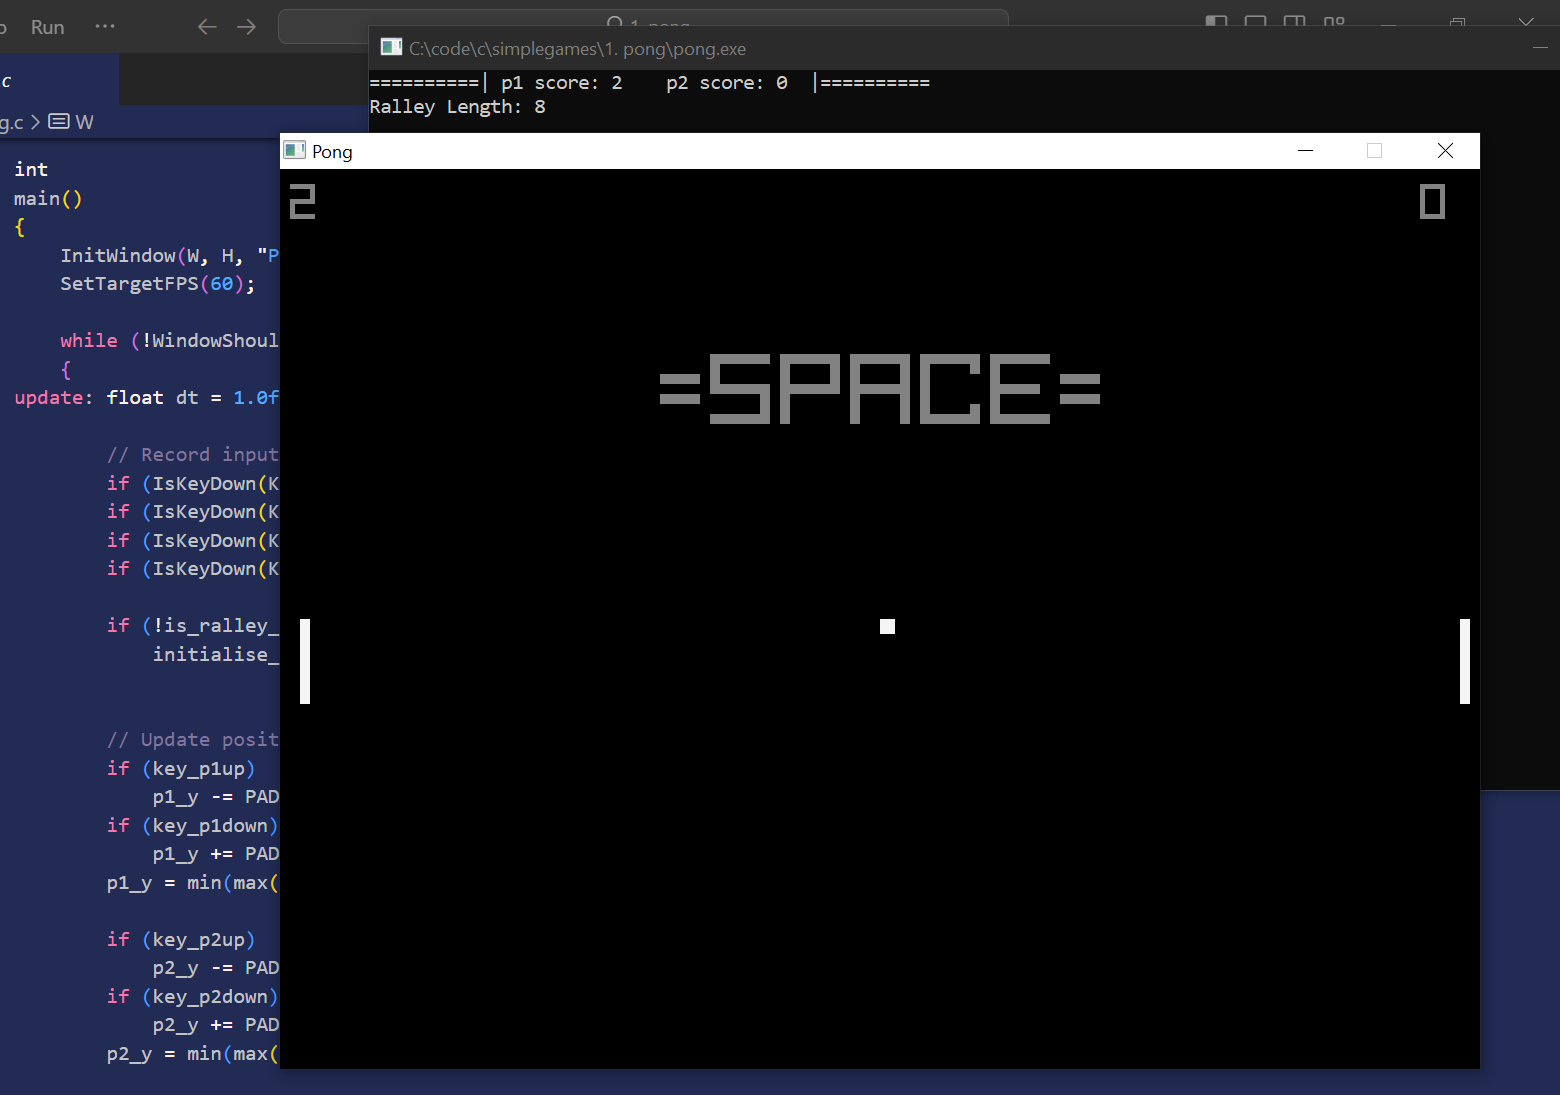 Run ···
C:\code\c\simplegames\1. pong\pong.exe
==========| p1 score: 2    p2 score: 0  |==========
Ralley Length: 8
c
g.c > W
Pong
2
0
=SPACE=
int
main()
{
    InitWindow(W, H, "P
    SetTargetFPS(60);
    while (!WindowShoul
    {
update: float dt = 1.0f
        // Record input
        if (IsKeyDown(K
        if (IsKeyDown(K
        if (IsKeyDown(K
        if (IsKeyDown(K
        if (!is_ralley_
            initialise_
        // Update posit
        if (key_p1up)
            p1_y -= PAD
        if (key_p1down)
            p1_y += PAD
        p1_y = min(max(
        if (key_p2up)
            p2_y -= PAD
        if (key_p2down)
            p2_y += PAD
        p2_y = min(max(